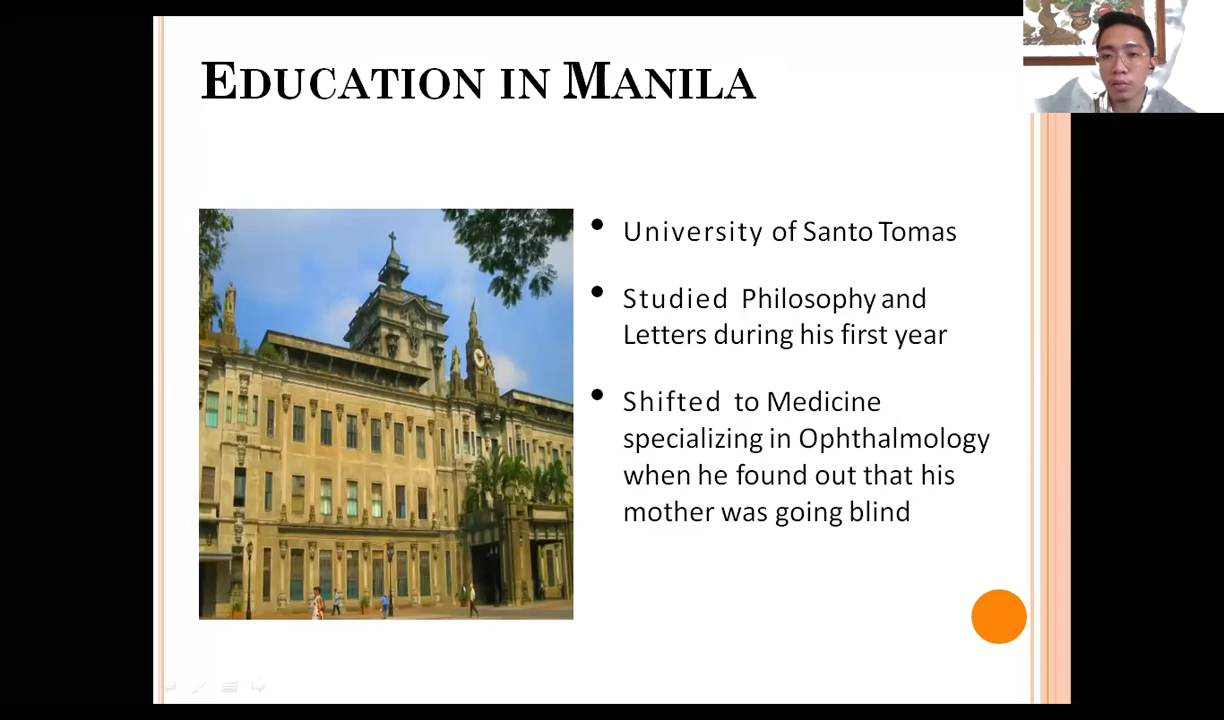 EDUCATION IN MANILA
• University of Santo Tomas
• Studied Philosophy and
Letters during his first year
• Shifted to Medicine
specializing in Ophthalmology
when he found out that his
mother was going blind